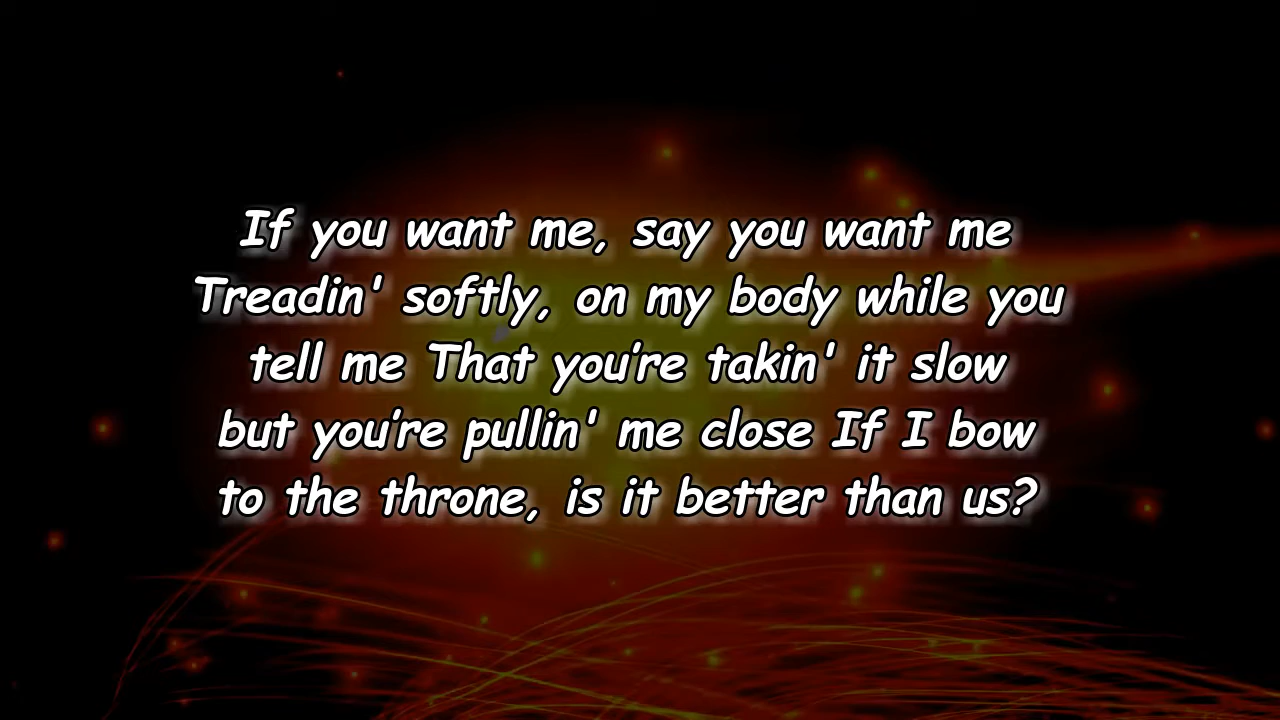 If you want me, say you want me
Treadin' softly, on my body while you
tell me That you're takin' it slow
but you're pullin' me close If I bow
to the throne, is it better than us?